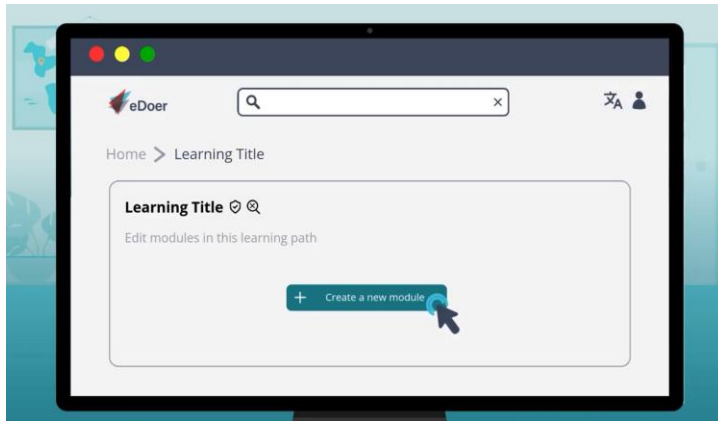 eDoer
Home > Learning Title
Learning Title
Edit modules in this learning path
+ Create a new module